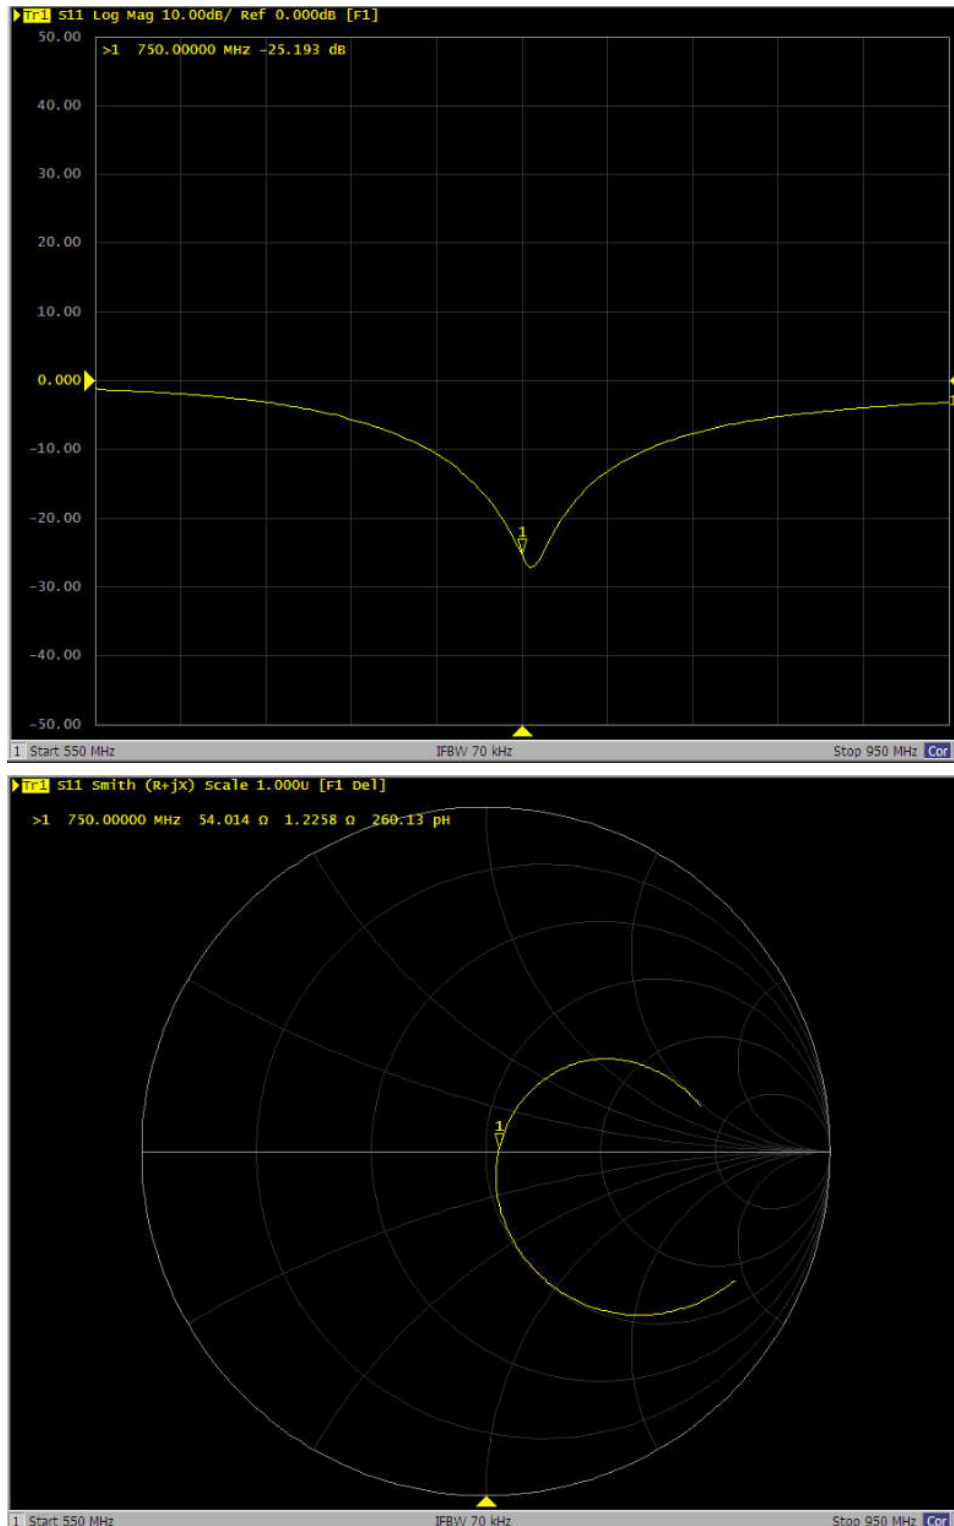 Tr1 S11 Log Mag 10.00dB/ Ref 0.000dB [F1]
50.00
>1 750.00000 MHz -25.193 dB
40.00
30.00
20.00
10.00
0.000
1
-10.00
-20.00
1
-30.00
-40.00
-50.00
1 Start 550 MHz IFBW 70 kHz Stop 950 MHz Cor
Tr1 S11 Smith (R+jX) Scale 1.000U [F1 Del]
>1 750.00000 MHz 54.014 Ω 1.2258 Ω 260.13 pH
1
1 Start 550 MHz IFBW 70 kHz Stop 950 MHz Cor